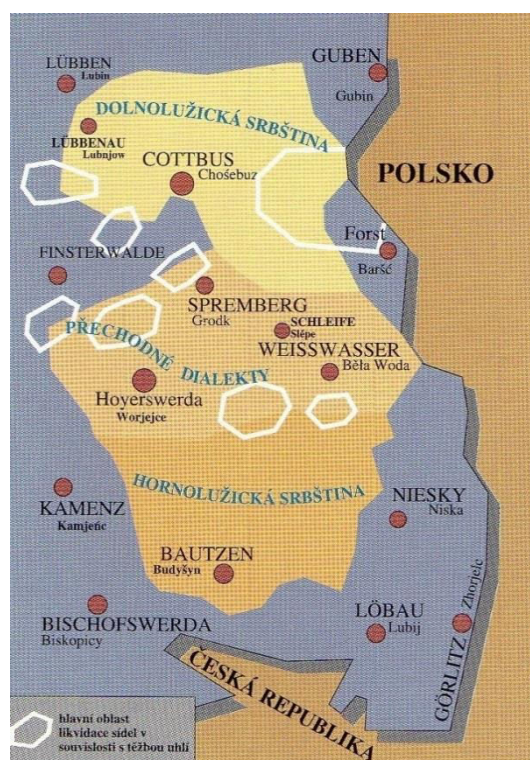 GUBEN
Gubin
LÜBBEN
Lubin
DOLNOLUŽICKÁ SRBŠTINA
LÜBBENAU
Lubnjow
COTTBUS
Chośebuz
POLSKO
Forst
Baršć
FINSTERWALDE
SPREMBERG
Grodk
SCHLEIFE
Slěpe
PŘECHODNÉ DIALEKTY
WEISSWASSER
Běła Woda
Hoyerswerda
Worjejce
HORNOLUŽICKÁ SRBŠTINA
KAMENZ
Kamjeńc
NIESKY
Niska
BAUTZEN
Budyšyn
BISCHOFSWERDA
Biskopicy
LÖBAU
Lubij
GÖRLITZ
Zhorjele
ČESKÁ REPUBLIKA
hlavní oblast
likvidace sídel v
souvislosti s těžbou uhlí